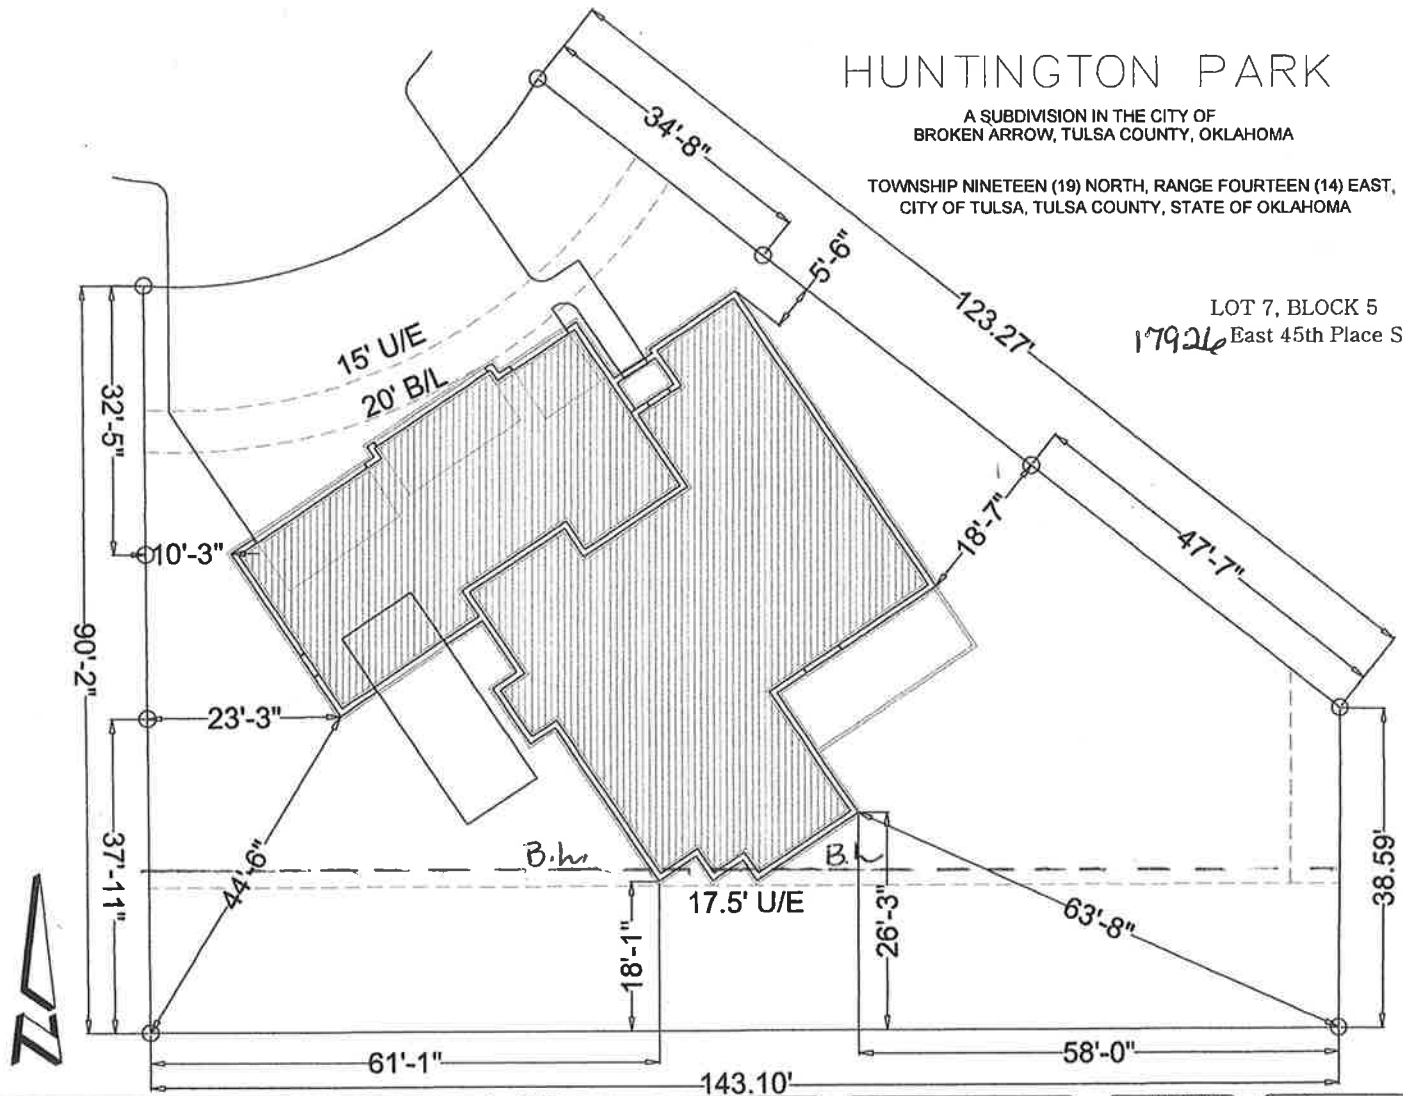 HUNTINGTON PARK
A SUBDIVISION IN THE CITY OF
BROKEN ARROW, TULSA COUNTY, OKLAHOMA
TOWNSHIP NINETEEN (19) NORTH, RANGE FOURTEEN (14) EAST,
CITY OF TULSA, TULSA COUNTY, STATE OF OKLAHOMA
LOT 7, BLOCK 5
17926 East 45th Place S
34'-8"
5'-6"
123.27'
15' U/E
20' B/L
32'-5"
10'-3"
18'-7"
47'-7"
90'-2"
23'-3"
37'-11"
44'-6"
B.L.
B.L
17.5' U/E
18'-1"
26'-3"
63'-8"
38.59'
61'-1"
58'-0"
143.10'